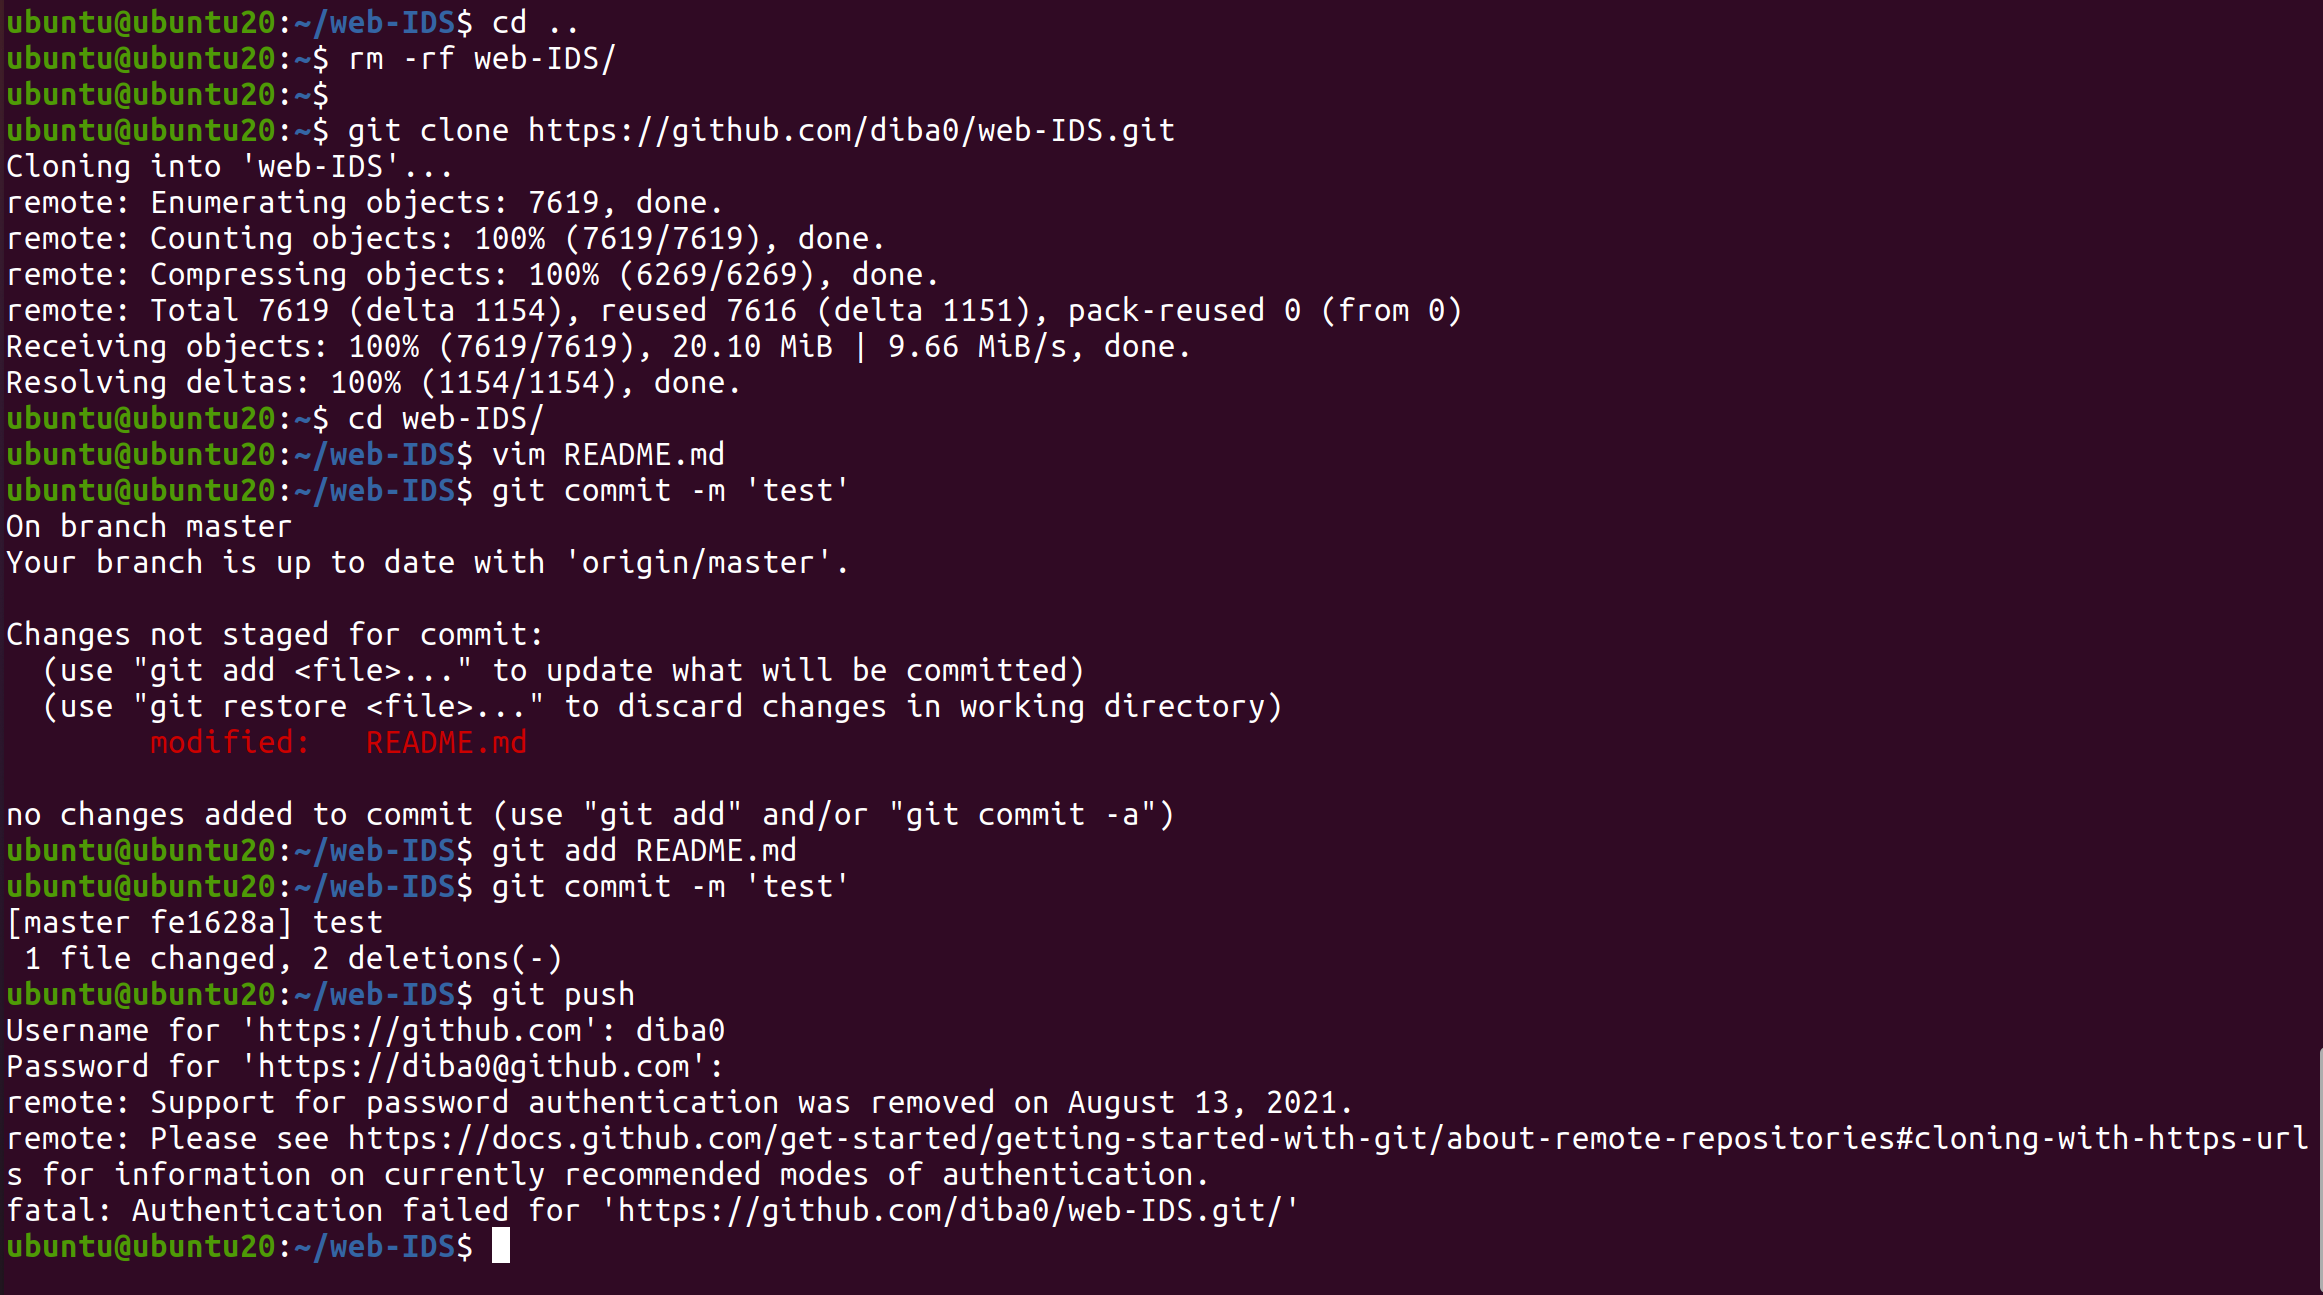 ubuntu@ubuntu20:~/web-IDS$ cd ..
ubuntu@ubuntu20:~$ rm -rf web-IDS/
ubuntu@ubuntu20:~$
ubuntu@ubuntu20:~$ git clone https://github.com/diba0/web-IDS.git
Cloning into 'web-IDS'...
remote: Enumerating objects: 7619, done.
remote: Counting objects: 100% (7619/7619), done.
remote: Compressing objects: 100% (6269/6269), done.
remote: Total 7619 (delta 1154), reused 7616 (delta 1151), pack-reused 0 (from 0)
Receiving objects: 100% (7619/7619), 20.10 MiB | 9.66 MiB/s, done.
Resolving deltas: 100% (1154/1154), done.
ubuntu@ubuntu20:~$ cd web-IDS/
ubuntu@ubuntu20:~/web-IDS$ vim README.md
ubuntu@ubuntu20:~/web-IDS$ git commit -m 'test'
On branch master
Your branch is up to date with 'origin/master'.

Changes not staged for commit:
  (use "git add <file>..." to update what will be committed)
  (use "git restore <file>..." to discard changes in working directory)
        modified:   README.md

no changes added to commit (use "git add" and/or "git commit -a")
ubuntu@ubuntu20:~/web-IDS$ git add README.md
ubuntu@ubuntu20:~/web-IDS$ git commit -m 'test'
[master fe1628a] test
 1 file changed, 2 deletions(-)
ubuntu@ubuntu20:~/web-IDS$ git push
Username for 'https://github.com': diba0
Password for 'https://diba0@github.com':
remote: Support for password authentication was removed on August 13, 2021.
remote: Please see https://docs.github.com/get-started/getting-started-with-git/about-remote-repositories#cloning-with-https-url
s for information on currently recommended modes of authentication.
fatal: Authentication failed for 'https://github.com/diba0/web-IDS.git/'
ubuntu@ubuntu20:~/web-IDS$